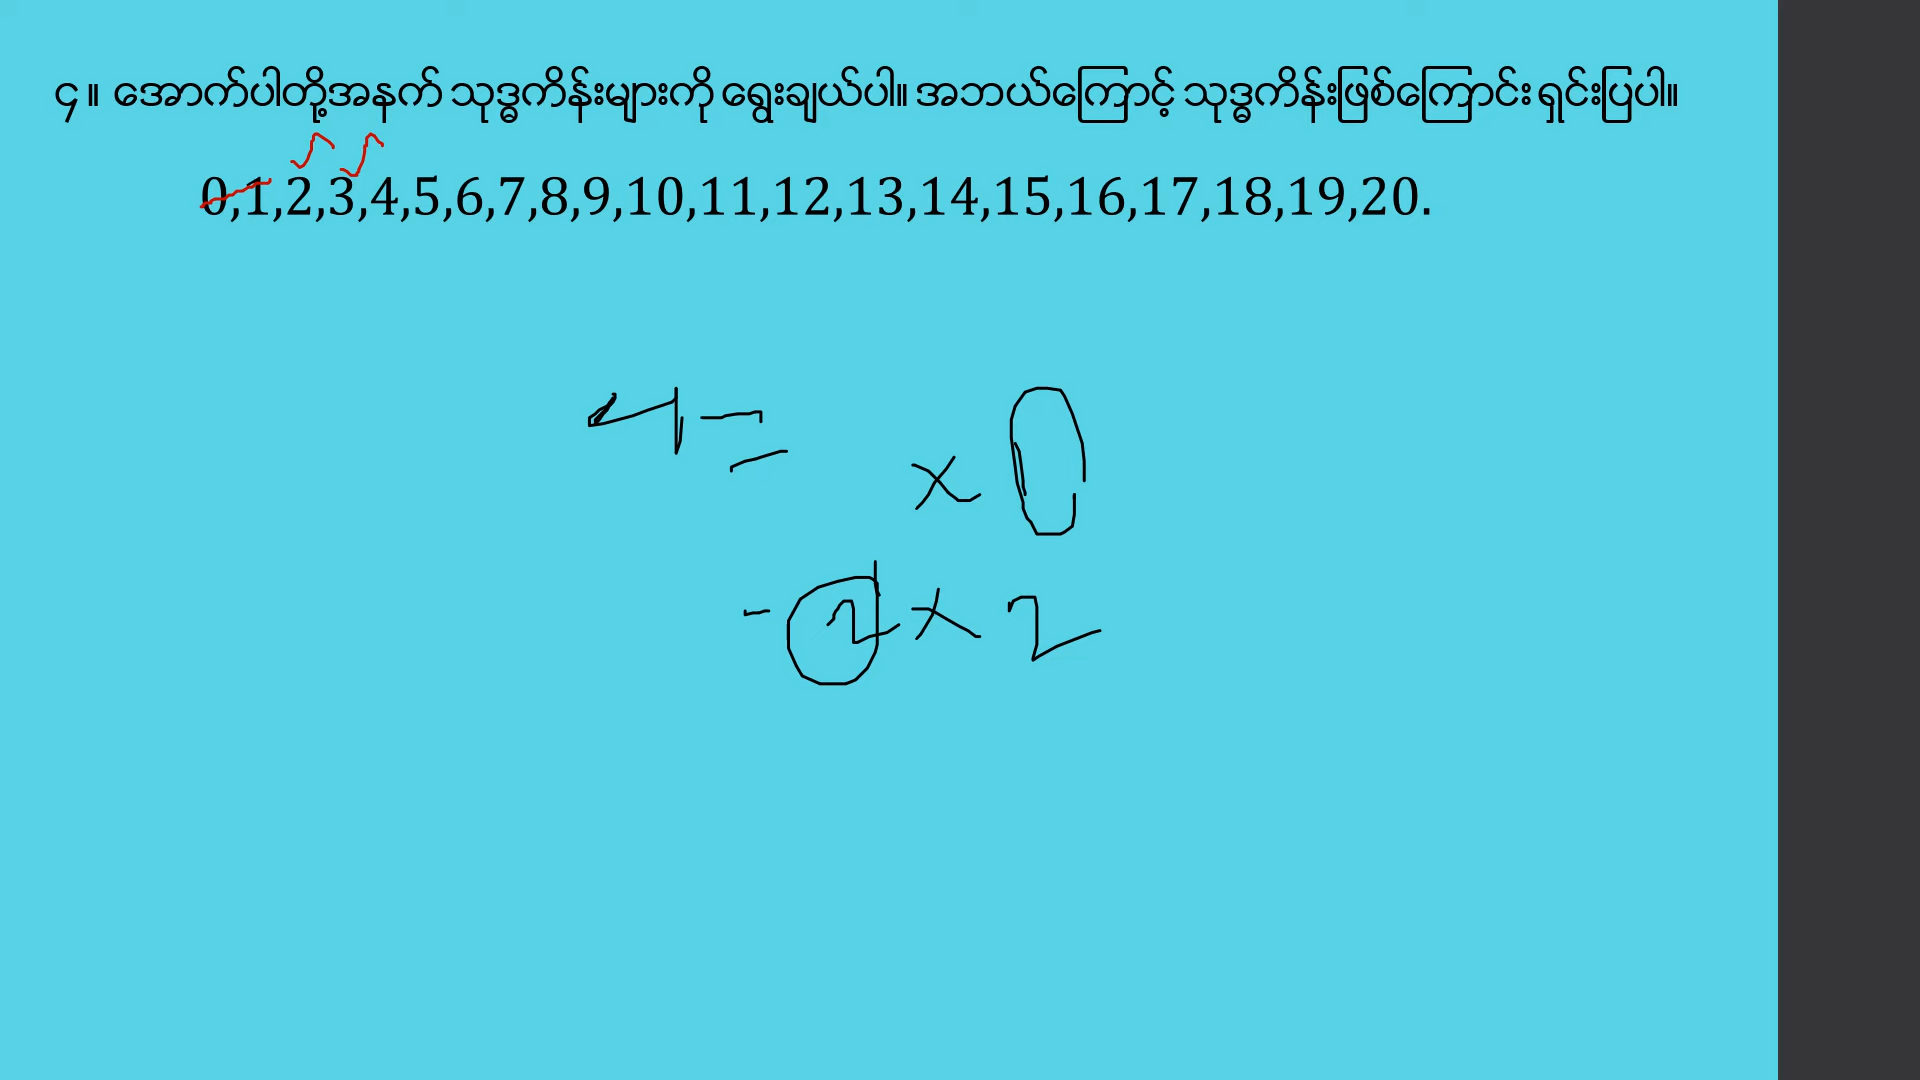 ၄။ အောက်ပါတို့အနက် သုဒ္ဓကိန်းများကို ရွေးချယ်ပါ။ အဘယ်ကြောင့် သုဒ္ဓကိန်းဖြစ်ကြောင်း ရှင်းပြပါ။
0,1,2,3,4,5,6,7,8,9,10,11,12,13,14,15,16,17,18,19,20.
4 = × 
- 2 × 2